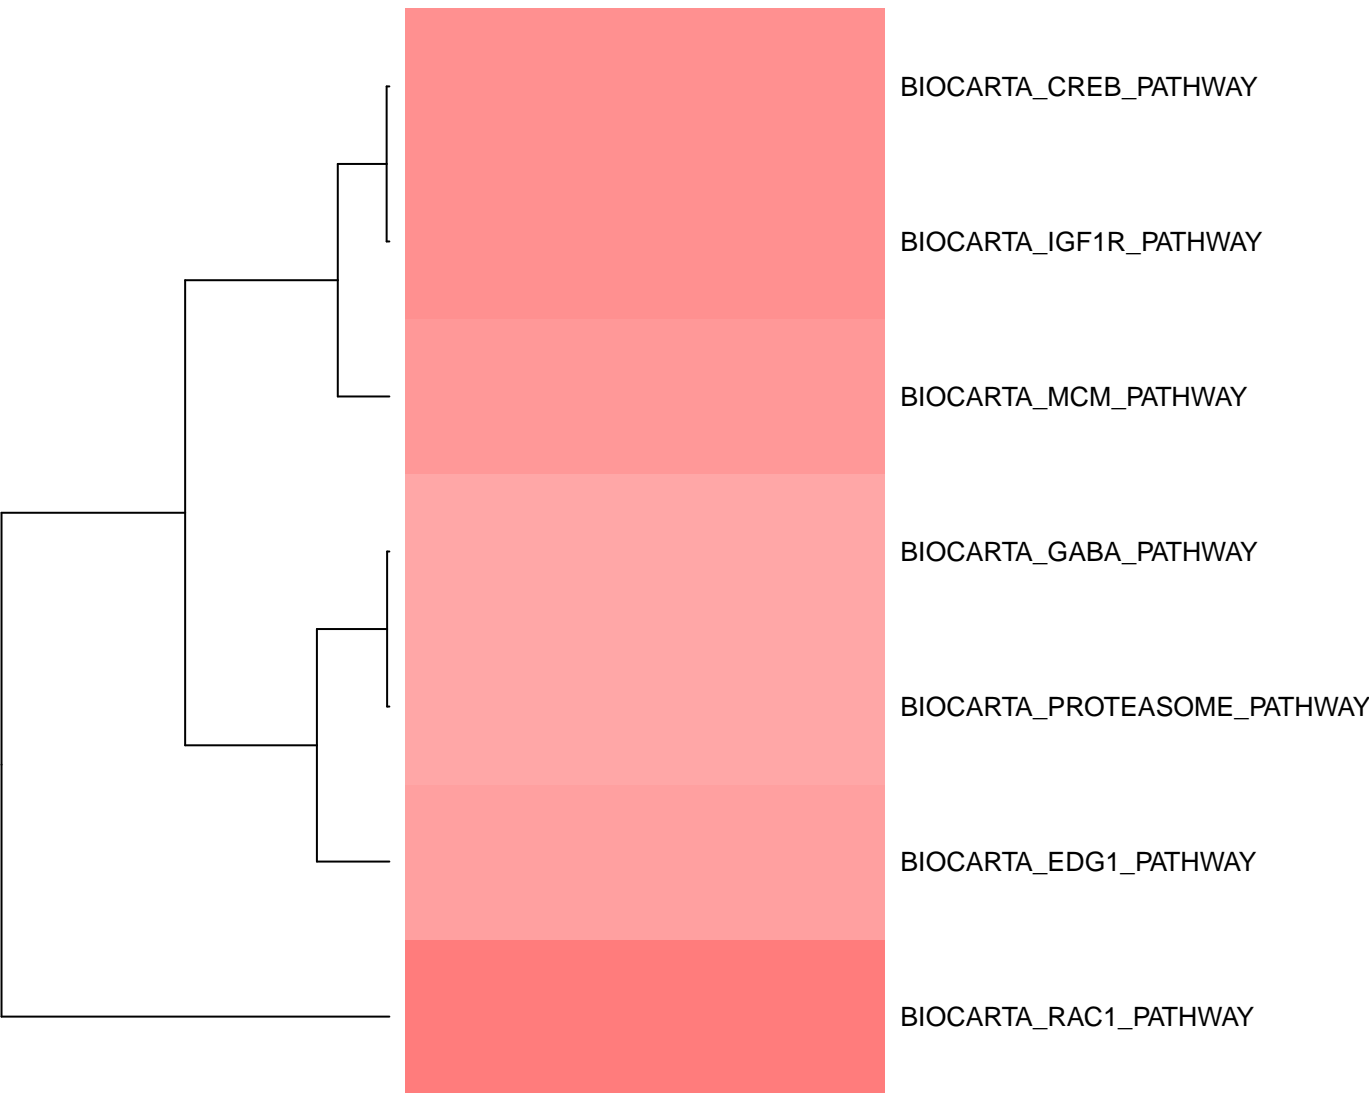 BIOCARTA_CREB_PATHWAY
BIOCARTA_IGF1R_PATHWAY
BIOCARTA_MCM_PATHWAY
BIOCARTA_GABA_PATHWAY
BIOCARTA_PROTEASOME_PATHWAY
BIOCARTA_EDG1_PATHWAY
BIOCARTA_RAC1_PATHWAY